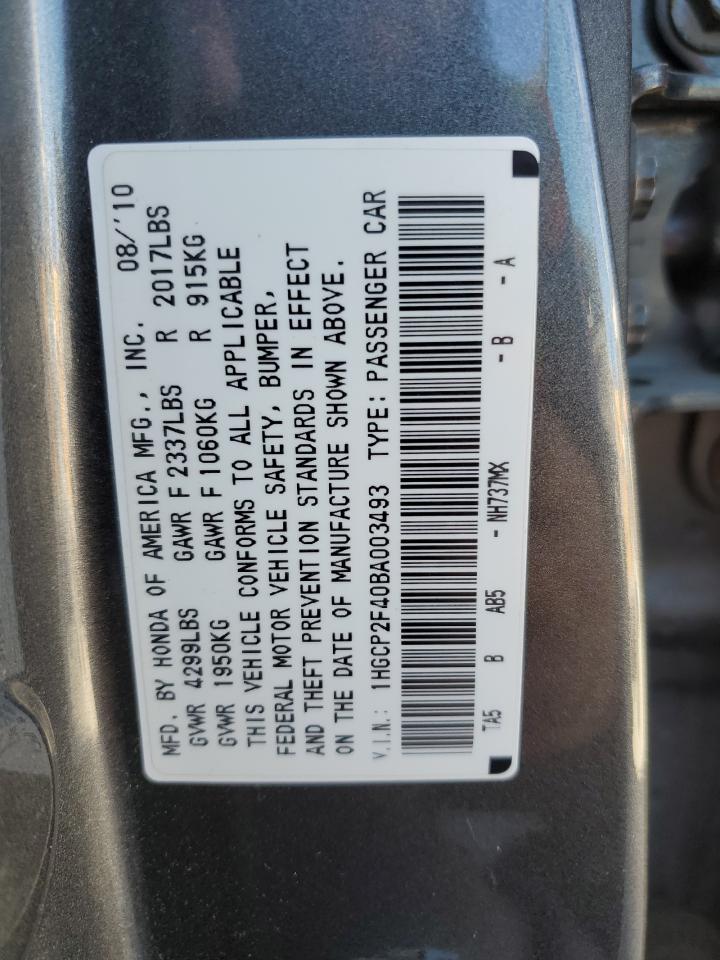 MFD. BY HONDA OF AMERICA MFG., INC. 08/'10
GVWR 4299LBS GAWR F 2337LBS R 2017LBS
GVWR 1950KG GAWR F 1060KG R 915KG
THIS VEHICLE CONFORMS TO ALL APPLICABLE
FEDERAL MOTOR VEHICLE SAFETY, BUMPER,
AND THEFT PREVENTION STANDARDS IN EFFECT
ON THE DATE OF MANUFACTURE SHOWN ABOVE.
V.I.N.: 1HGCP2F40BA003493 TYPE: PASSENGER CAR
TA5 B AB5 - NH737MX - B - A